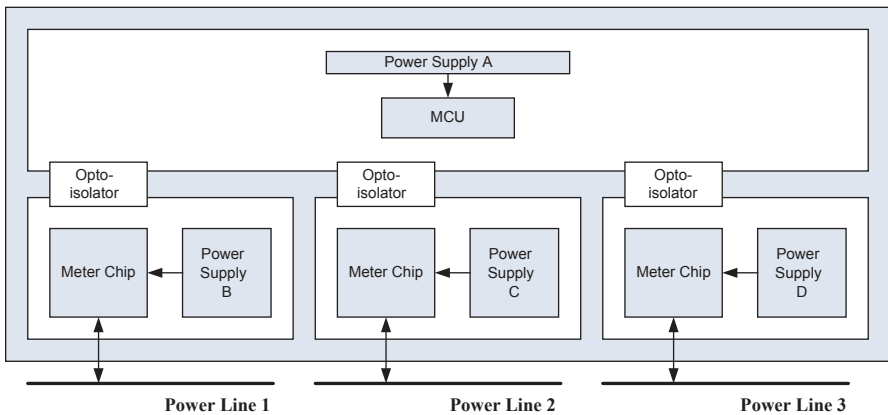 Power Supply A
MCU
Opto-
isolator
Opto-
isolator
Opto-
isolator
Meter Chip
Power
Supply
B
Meter Chip
Power
Supply
C
Meter Chip
Power
Supply
D
Power Line 1
Power Line 2
Power Line 3